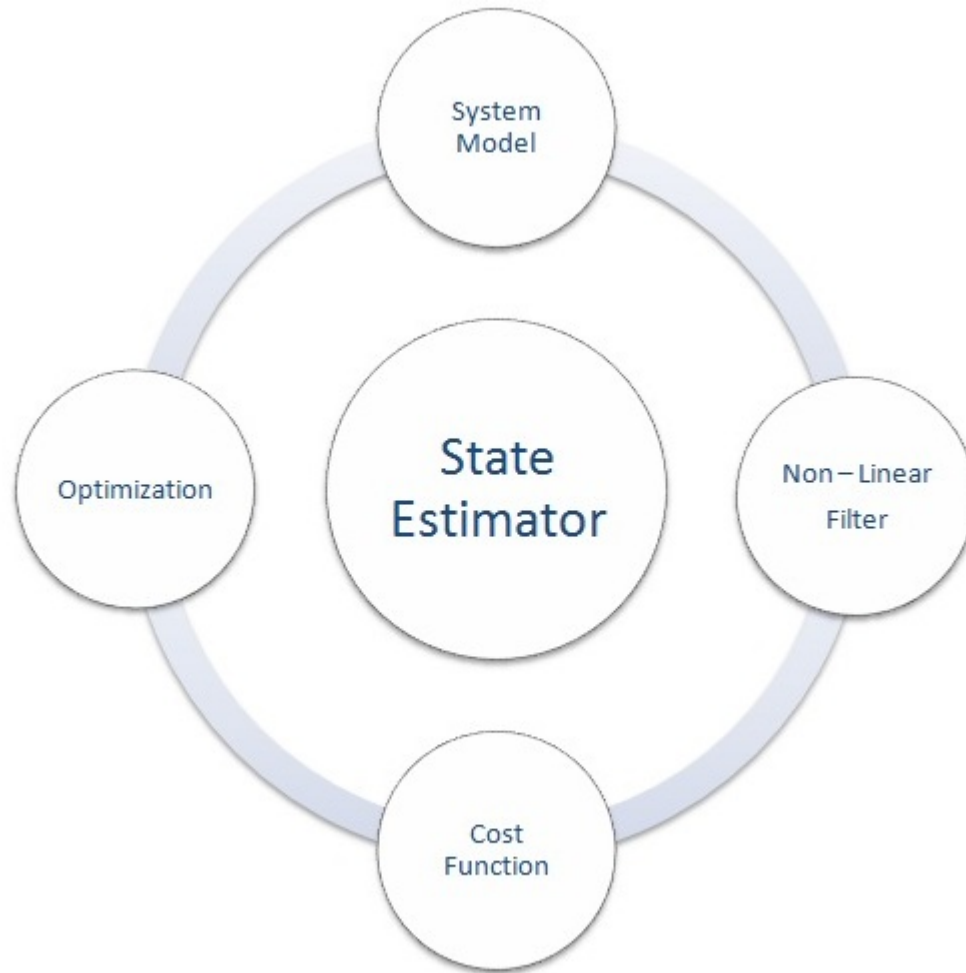 System
Model
State
Estimator
Optimization
Non – Linear
Filter
Cost
Function